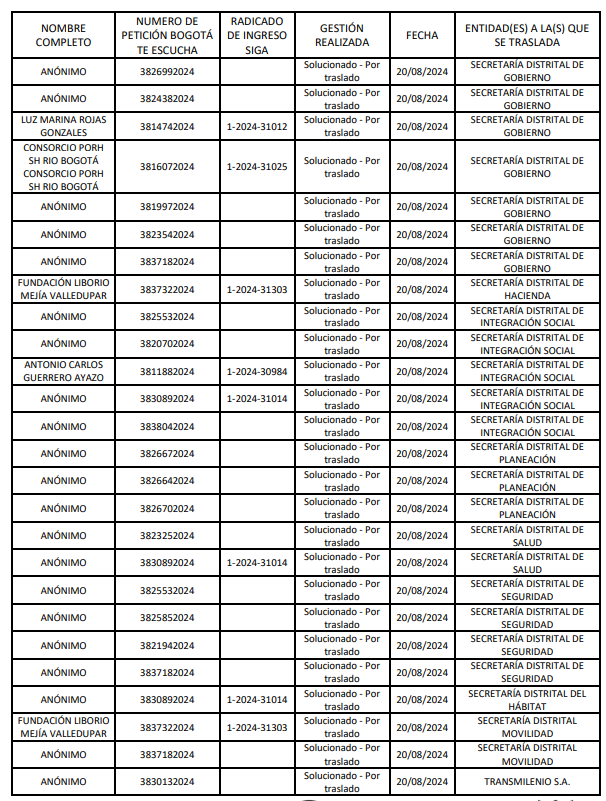 NOMBRE COMPLETO | NUMERO DE PETICIÓN BOGOTÁ TE ESCUCHA | RADICADO DE INGRESO SIGA | GESTIÓN REALIZADA | FECHA | ENTIDAD(ES) A LA(S) QUE SE TRASLADA
ANÓNIMO | 3826992024 | | Solucionado - Por traslado | 20/08/2024 | SECRETARÍA DISTRITAL DE GOBIERNO
ANÓNIMO | 3824382024 | | Solucionado - Por traslado | 20/08/2024 | SECRETARÍA DISTRITAL DE GOBIERNO
LUZ MARINA ROJAS GONZALES | 3814742024 | 1-2024-31012 | Solucionado - Por traslado | 20/08/2024 | SECRETARÍA DISTRITAL DE GOBIERNO
CONSORCIO PORH SH RIO BOGOTÁ CONSORCIO PORH SH RIO BOGOTÁ | 3816072024 | 1-2024-31025 | Solucionado - Por traslado | 20/08/2024 | SECRETARÍA DISTRITAL DE GOBIERNO
ANÓNIMO | 3819972024 | | Solucionado - Por traslado | 20/08/2024 | SECRETARÍA DISTRITAL DE GOBIERNO
ANÓNIMO | 3823542024 | | Solucionado - Por traslado | 20/08/2024 | SECRETARÍA DISTRITAL DE GOBIERNO
ANÓNIMO | 3837182024 | | Solucionado - Por traslado | 20/08/2024 | SECRETARÍA DISTRITAL DE GOBIERNO
FUNDACIÓN LIBORIO MEJÍA VALLEDUPAR | 3837322024 | 1-2024-31303 | Solucionado - Por traslado | 20/08/2024 | SECRETARÍA DISTRITAL DE HACIENDA
ANÓNIMO | 3825532024 | | Solucionado - Por traslado | 20/08/2024 | SECRETARÍA DISTRITAL DE INTEGRACIÓN SOCIAL
ANÓNIMO | 3820702024 | | Solucionado - Por traslado | 20/08/2024 | SECRETARÍA DISTRITAL DE INTEGRACIÓN SOCIAL
ANTONIO CARLOS GUERRERO AYAZO | 3811882024 | 1-2024-30984 | Solucionado - Por traslado | 20/08/2024 | SECRETARÍA DISTRITAL DE INTEGRACIÓN SOCIAL
ANÓNIMO | 3830892024 | 1-2024-31014 | Solucionado - Por traslado | 20/08/2024 | SECRETARÍA DISTRITAL DE INTEGRACIÓN SOCIAL
ANÓNIMO | 3838042024 | | Solucionado - Por traslado | 20/08/2024 | SECRETARÍA DISTRITAL DE INTEGRACIÓN SOCIAL
ANÓNIMO | 3826672024 | | Solucionado - Por traslado | 20/08/2024 | SECRETARÍA DISTRITAL DE PLANEACIÓN
ANÓNIMO | 3826642024 | | Solucionado - Por traslado | 20/08/2024 | SECRETARÍA DISTRITAL DE PLANEACIÓN
ANÓNIMO | 3826702024 | | Solucionado - Por traslado | 20/08/2024 | SECRETARÍA DISTRITAL DE PLANEACIÓN
ANÓNIMO | 3823252024 | | Solucionado - Por traslado | 20/08/2024 | SECRETARÍA DISTRITAL DE SALUD
ANÓNIMO | 3830892024 | 1-2024-31014 | Solucionado - Por traslado | 20/08/2024 | SECRETARÍA DISTRITAL DE SALUD
ANÓNIMO | 3825532024 | | Solucionado - Por traslado | 20/08/2024 | SECRETARÍA DISTRITAL DE SEGURIDAD
ANÓNIMO | 3825852024 | | Solucionado - Por traslado | 20/08/2024 | SECRETARÍA DISTRITAL DE SEGURIDAD
ANÓNIMO | 3821942024 | | Solucionado - Por traslado | 20/08/2024 | SECRETARÍA DISTRITAL DE SEGURIDAD
ANÓNIMO | 3837182024 | | Solucionado - Por traslado | 20/08/2024 | SECRETARÍA DISTRITAL DE SEGURIDAD
ANÓNIMO | 3830892024 | 1-2024-31014 | Solucionado - Por traslado | 20/08/2024 | SECRETARÍA DISTRITAL DEL HÁBITAT
FUNDACIÓN LIBORIO MEJÍA VALLEDUPAR | 3837322024 | 1-2024-31303 | Solucionado - Por traslado | 20/08/2024 | SECRETARÍA DISTRITAL MOVILIDAD
ANÓNIMO | 3837182024 | | Solucionado - Por traslado | 20/08/2024 | SECRETARÍA DISTRITAL MOVILIDAD
ANÓNIMO | 3830132024 | | Solucionado - Por traslado | 20/08/2024 | TRANSMILENIO S.A.